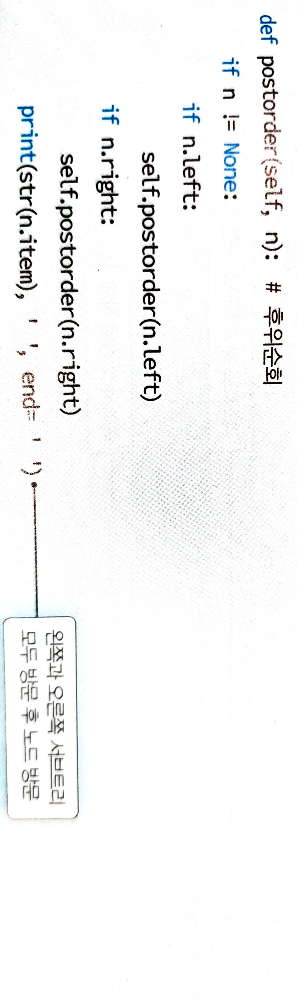 def postorder(self, n): # 후위순회
if n != None:
if n.left:
self.postorder(n.left)
if n.right:
self.postorder(n.right)
print(str(n.item), ' ', end= ' ')
왼쪽과 오른쪽 서브트리
모두 방문 후 노드 방문